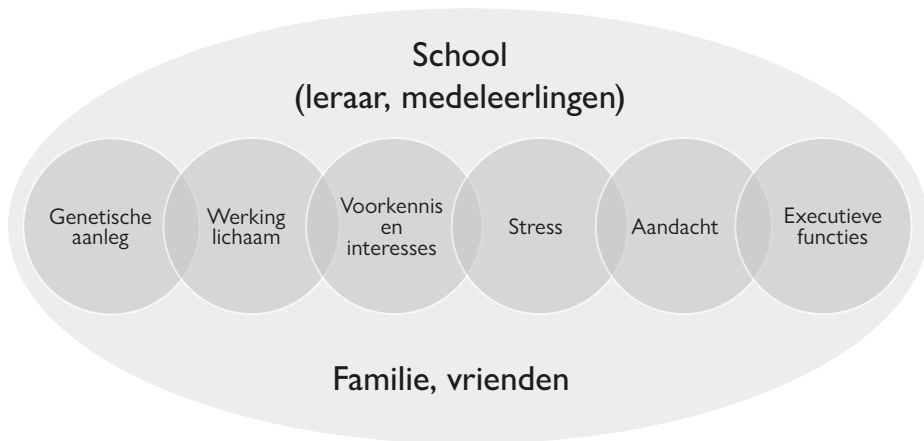 School
(leraar, medeleerlingen)
Genetische
aanleg
Werking
lichaam
Voorkennis
en
interesses
Stress
Aandacht
Executieve
functies
Familie, vrienden